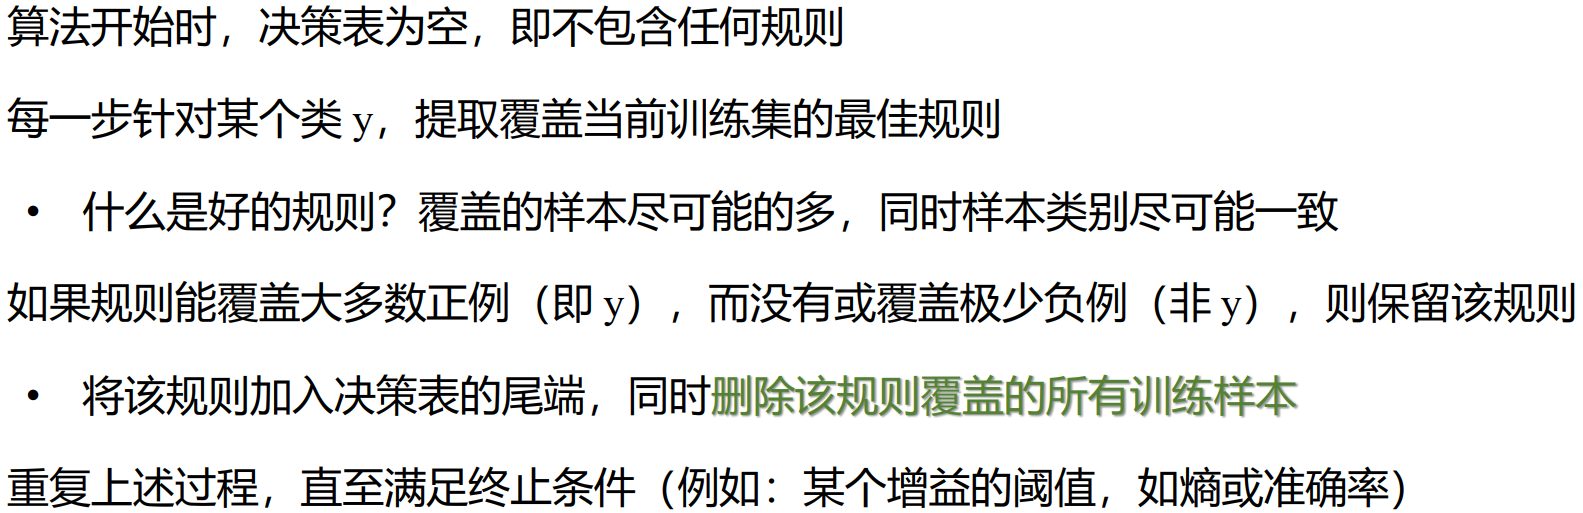 算法开始时，决策表为空，即不包含任何规则
每一步针对某个类 y，提取覆盖当前训练集的最佳规则
• 什么是好的规则？覆盖的样本尽可能的多，同时样本类别尽可能一致
如果规则能覆盖大多数正例（即 y），而没有或覆盖极少负例（非 y），则保留该规则
• 将该规则加入决策表的尾端，同时删除该规则覆盖的所有训练样本
重复上述过程，直至满足终止条件（例如：某个增益的阈值，如熵或准确率）